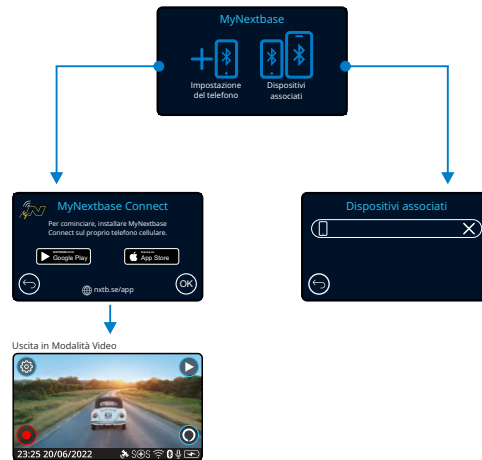 MyNextbase
Impostazione
del telefono
Dispositivi
associati
MyNextbase Connect
Per cominciare, installare MyNextbase
Connect sul proprio telefono cellulare.
Google Play
App Store
OK
nxtb.se/app
Dispositivi associati
Uscita in Modalità Video
23:25 20/06/2022
SOS